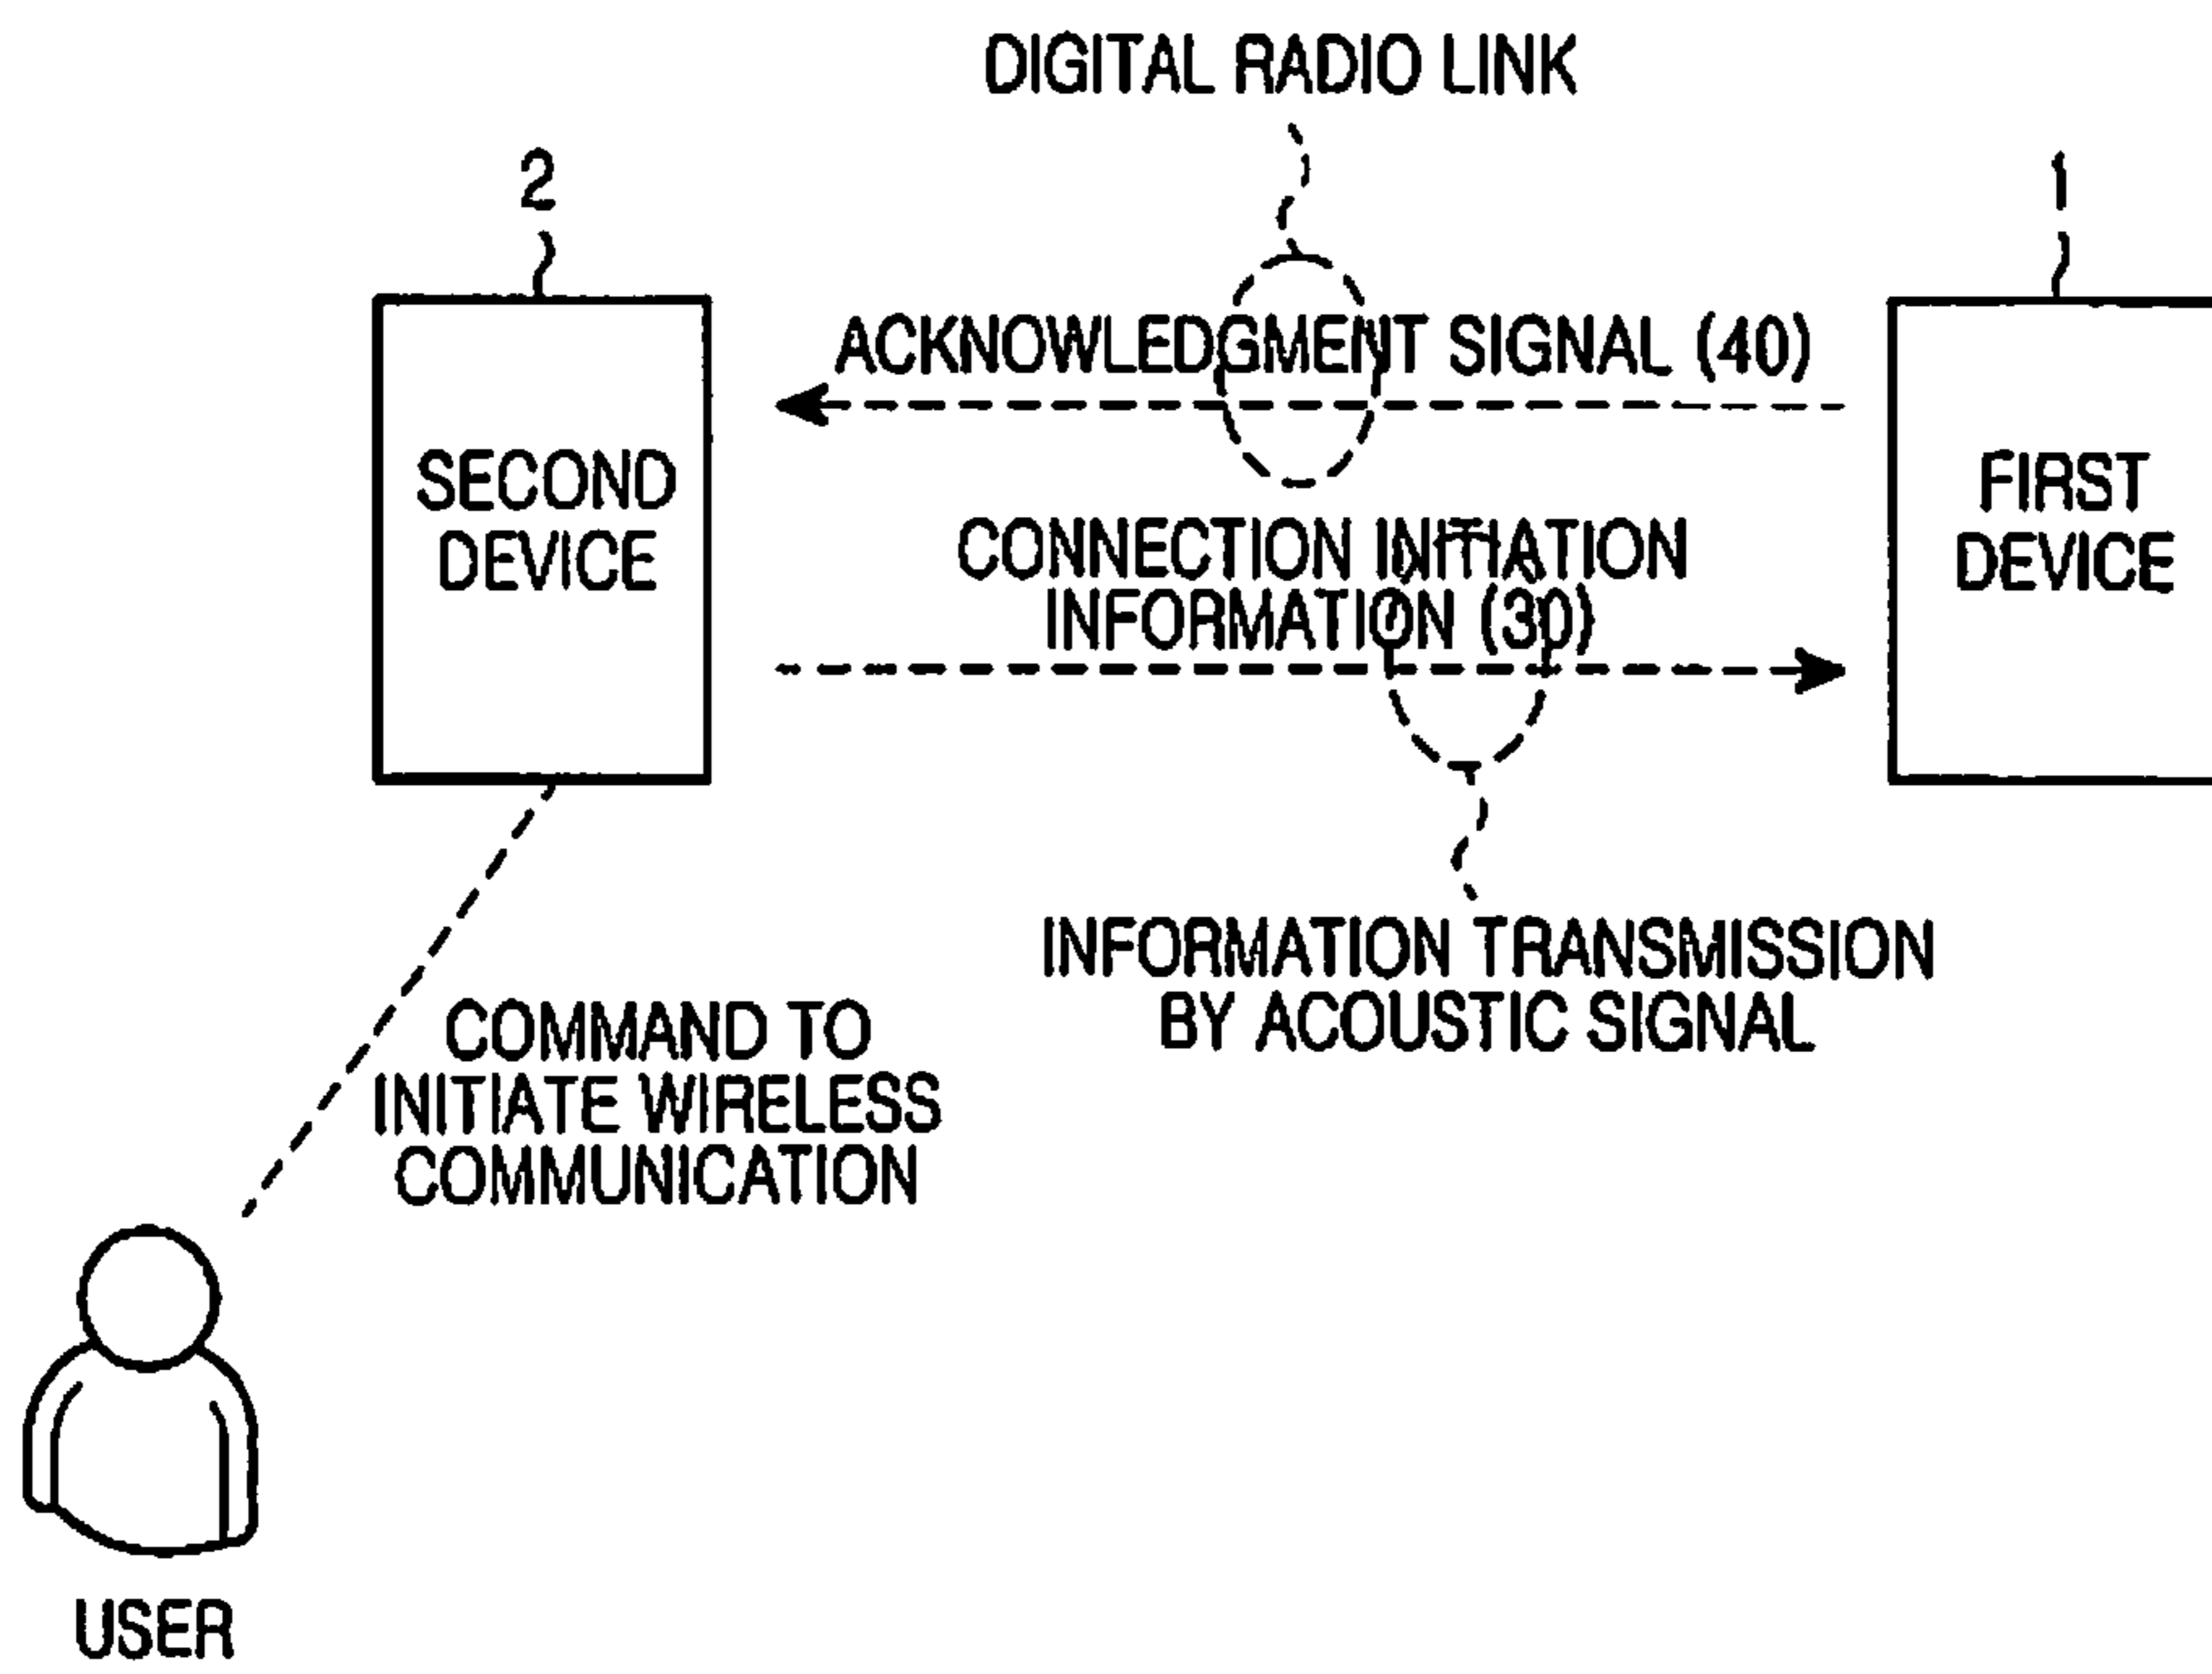 DIGITAL RADIO LINK
2
1
ACKNOWLEDGMENT SIGNAL (40)
SECOND
DEVICE
FIRST
DEVICE
CONNECTION INITIATION
INFORMATION (30)
INFORMATION TRANSMISSION
BY ACOUSTIC SIGNAL
COMMAND TO
INITIATE WIRELESS
COMMUNICATION
USER